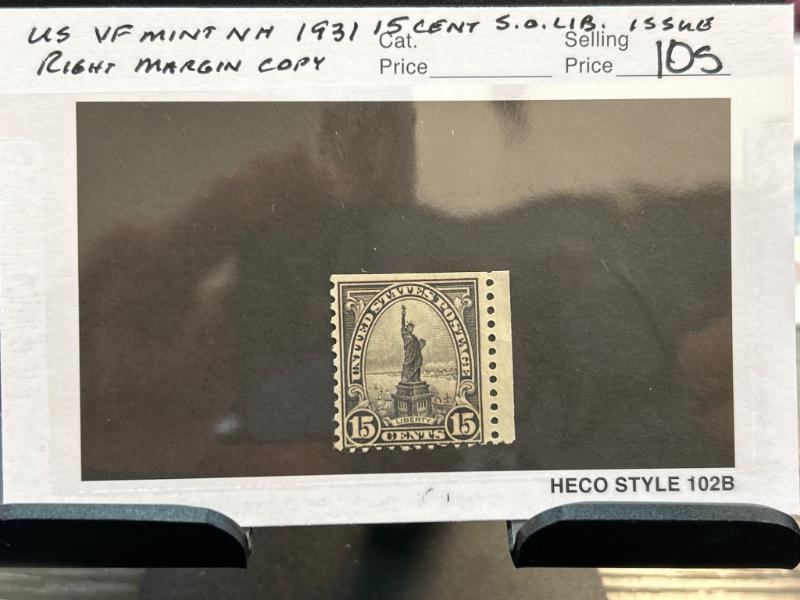 US VF MINT NH 1931 15 CENT S.O.LIB. ISSUE
RIGHT MARGIN COPY
Cat. Price
Selling Price 105
UNITED STATES POSTAGE
LIBERTY
15 CENTS 15
HECO STYLE 102B